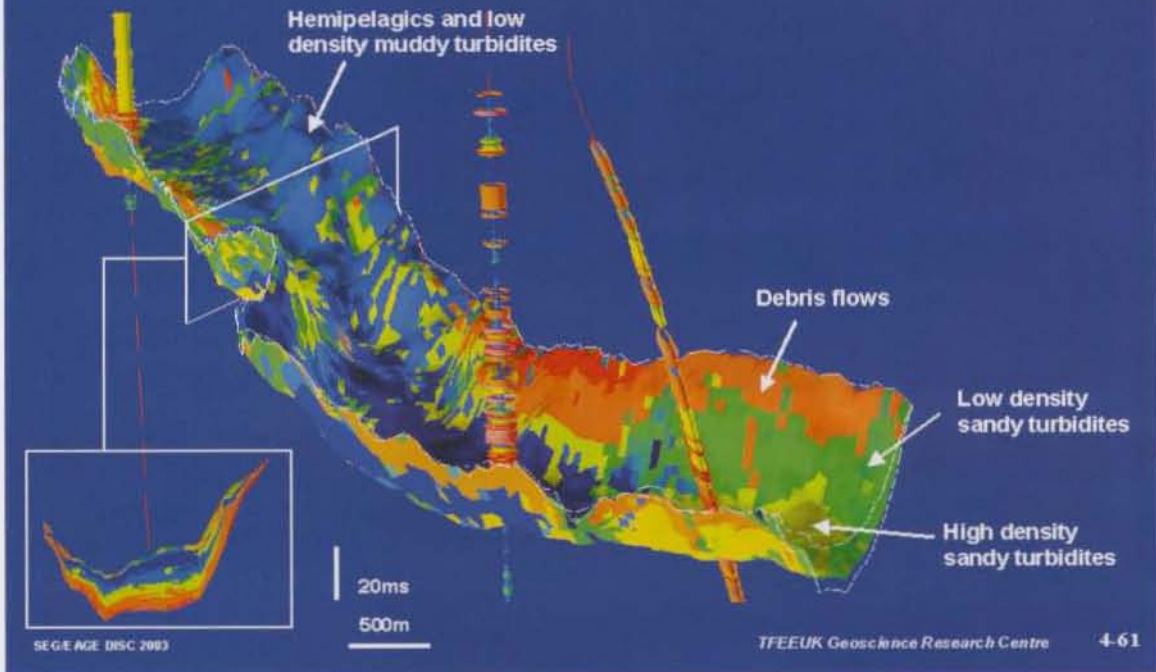 Hemipelagics and low
density muddy turbidites
Debris flows
Low density
sandy turbidites
High density
sandy turbidites
20ms
500m
SEG/EAGE DISC 2003
TFEEUK Geoscience Research Centre
4-61